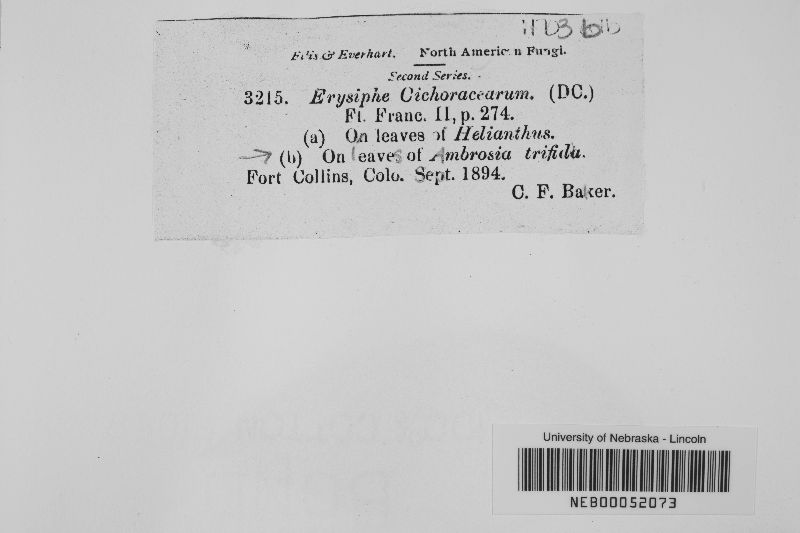 Ellis & Everhart. North American Fungi.
Second Series.
3215. Erysiphe Cichoracearum. (DC.)
Fl. Franc. II, p. 274.
(a) On leaves of Helianthus.
(b) On leaves of Ambrosia trifida.
Fort Collins, Colo. Sept. 1894.
C. F. Baker.
University of Nebraska - Lincoln
NEB00052073